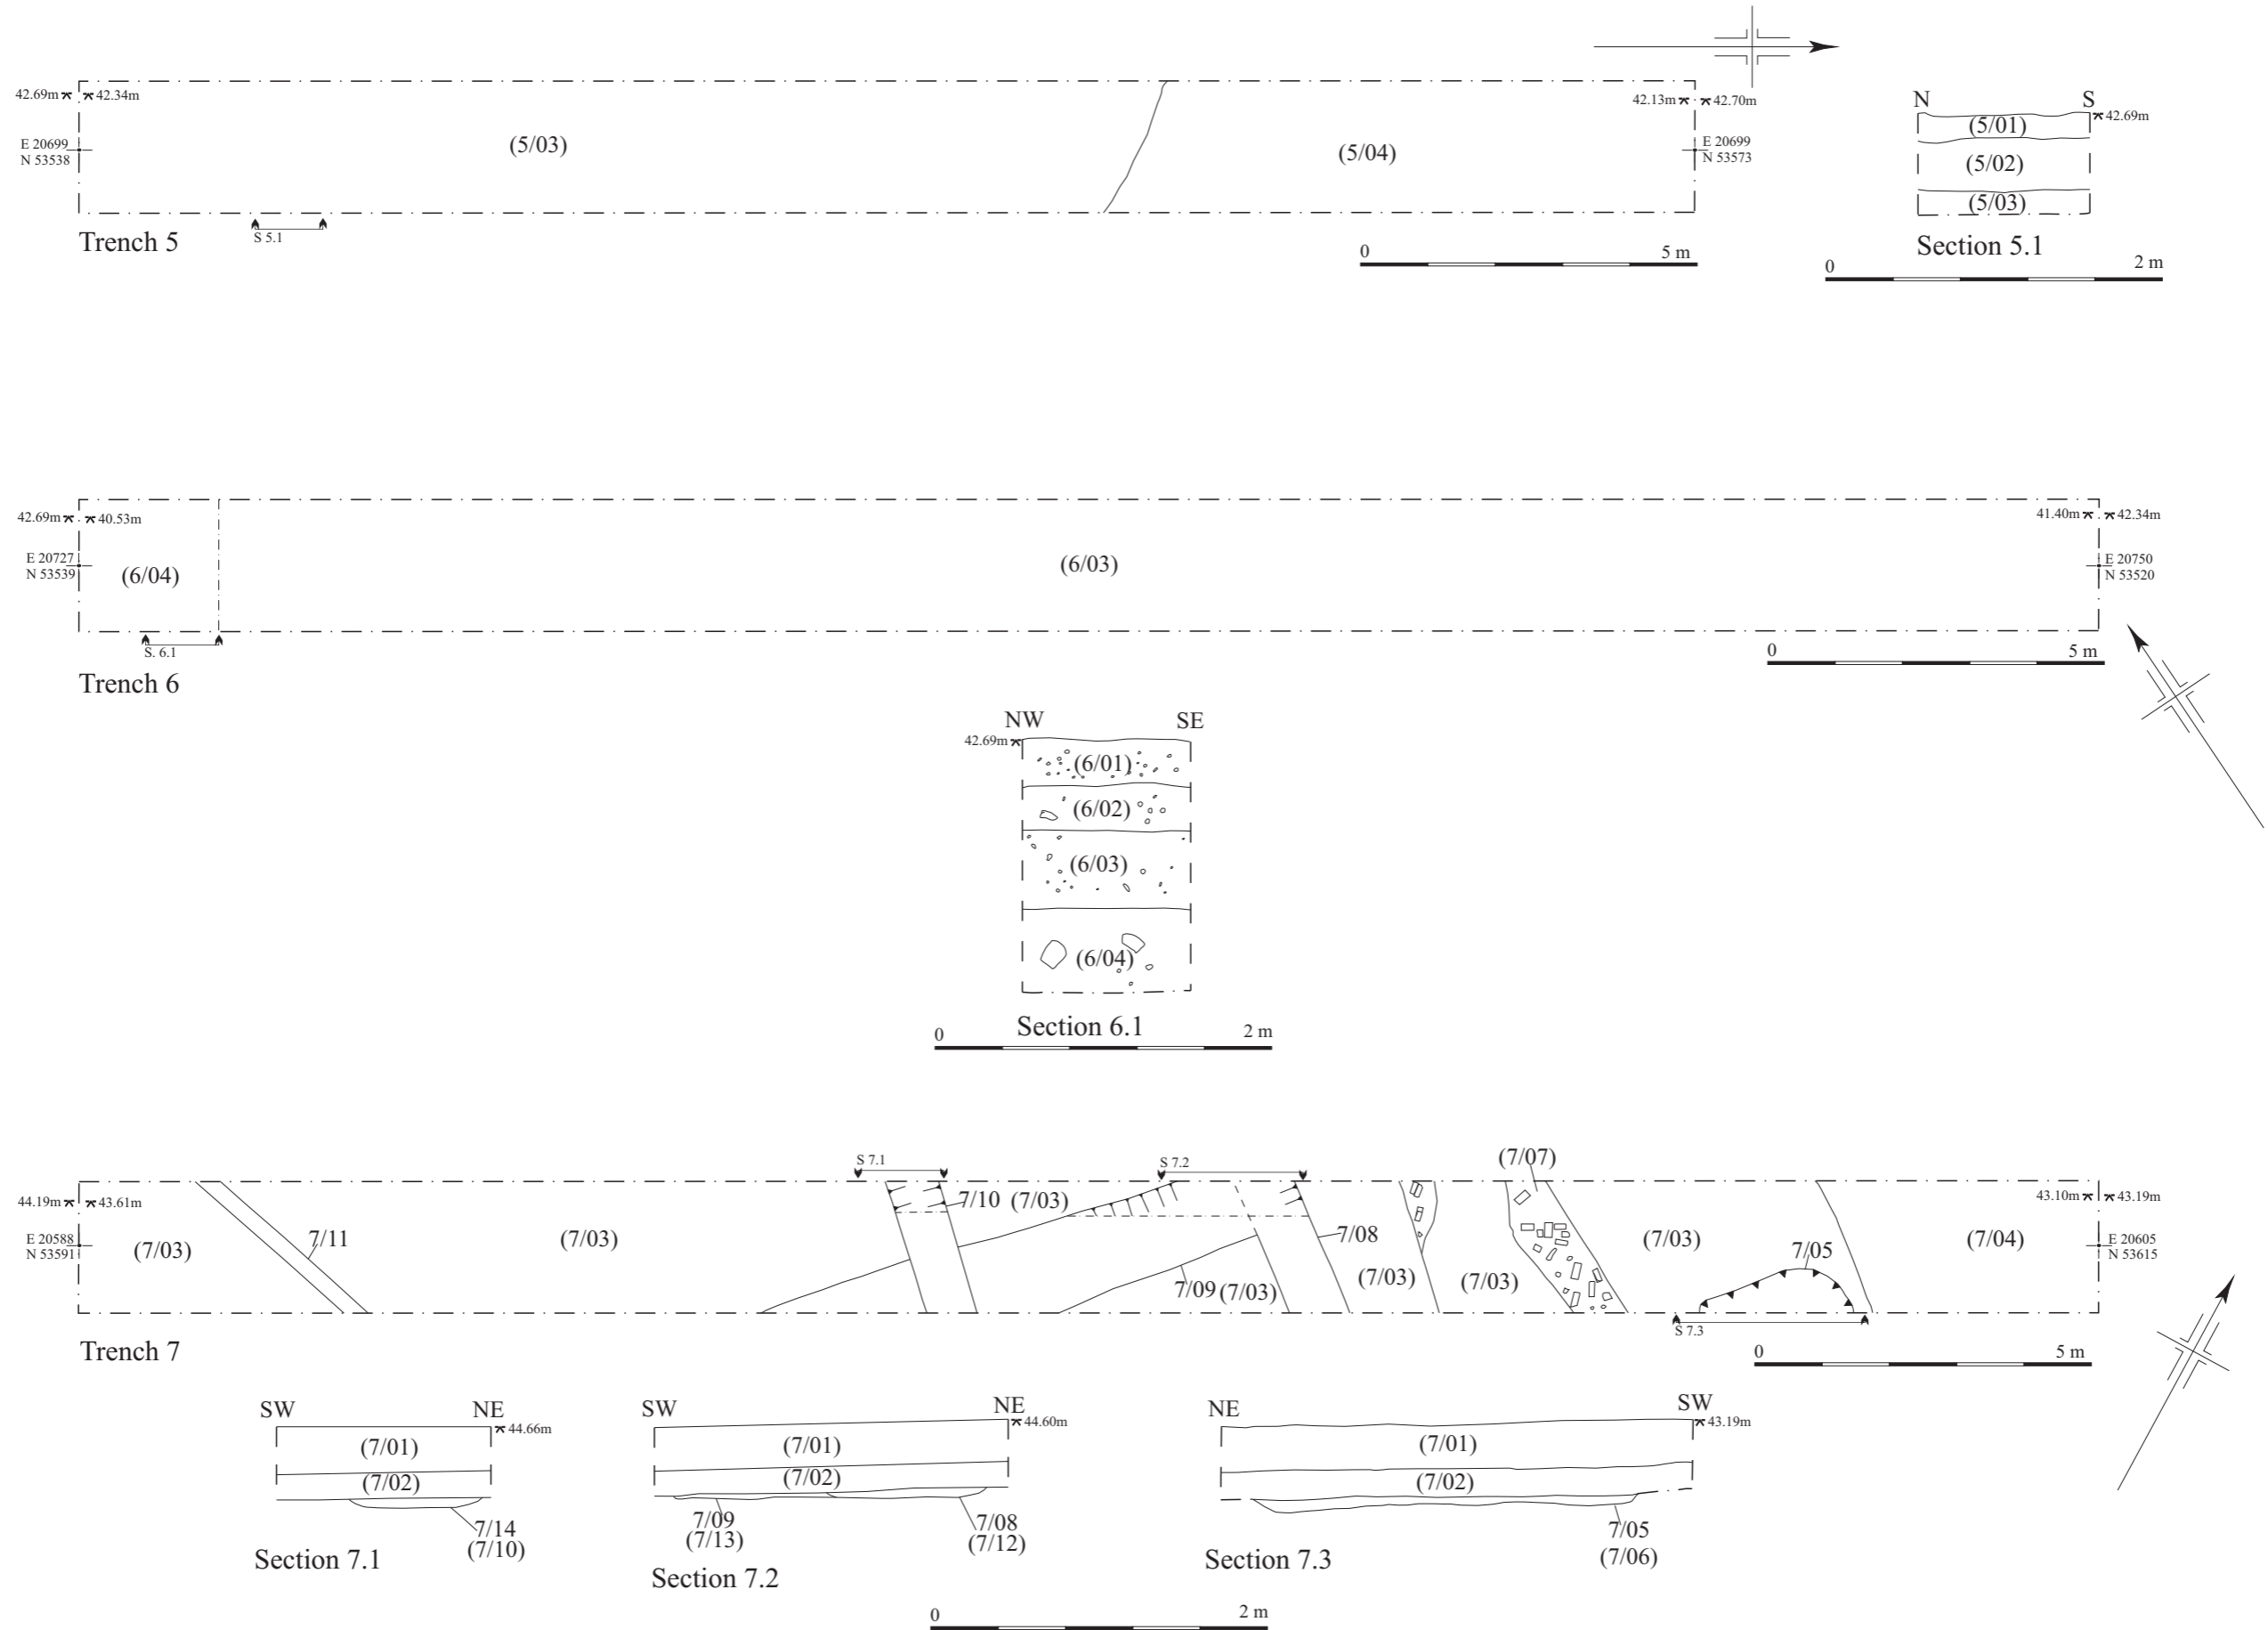 42.69m 42.34m
E 20699
N 53538
(5/03)
(5/04)
42.13m 42.70m
E 20699
N 53573
S 5.1
Trench 5
0 5 m
N S
42.69m
(5/01)
(5/02)
(5/03)
Section 5.1
0 2 m
42.69m 40.53m
E 20727
N 53539
(6/04)
(6/03)
41.40m 42.34m
E 20750
N 53520
S. 6.1
Trench 6
0 5 m
NW SE
42.69m
(6/01)
(6/02)
(6/03)
(6/04)
Section 6.1
0 2 m
S 7.1
S 7.2
(7/07)
44.19m 43.61m
E 20588
N 53591
(7/03)
7/11
(7/03)
7/10 (7/03)
7/09 (7/03)
7/08
(7/03)
(7/03)
(7/03)
7/05
(7/04)
43.10m 43.19m
E 20605
N 53615
S 7.3
Trench 7
0 5 m
SW NE
44.66m
(7/01)
(7/02)
7/14
(7/10)
Section 7.1
SW NE
44.60m
(7/01)
(7/02)
7/09
(7/13)
7/08
(7/12)
Section 7.2
NE SW
43.19m
(7/01)
(7/02)
7/05
(7/06)
Section 7.3
0 2 m